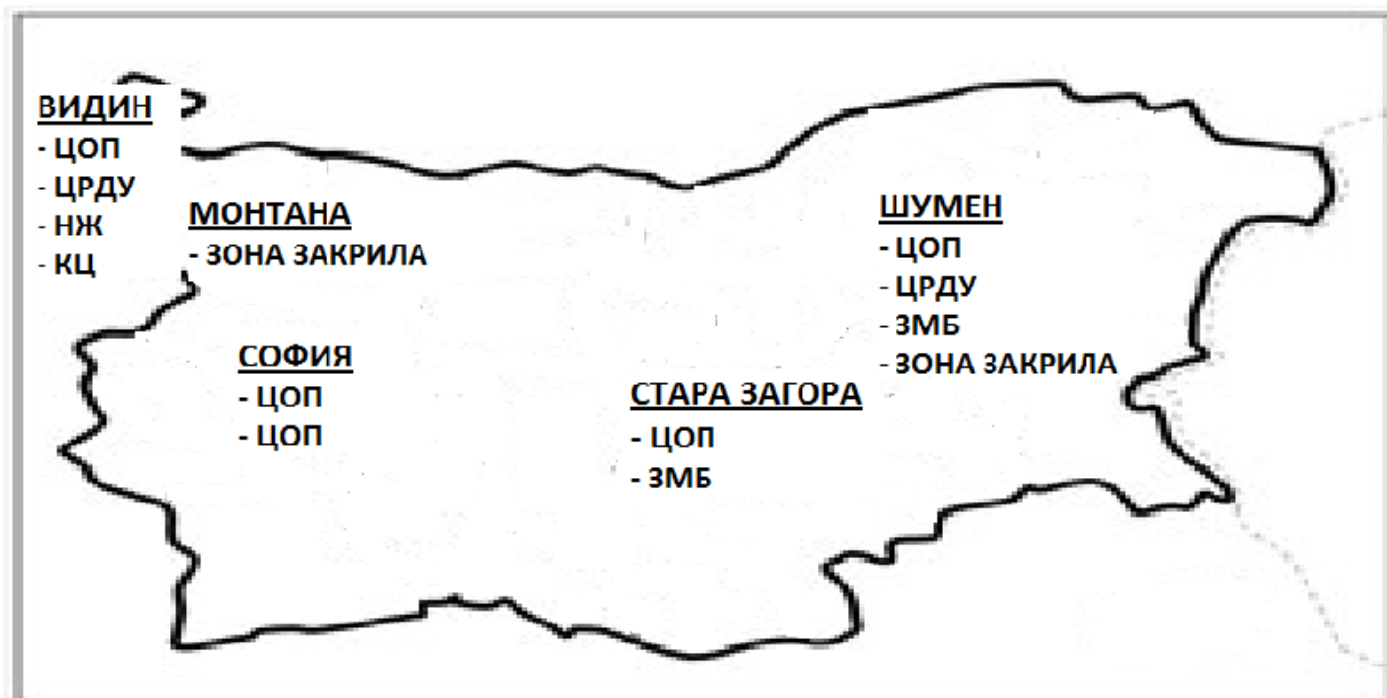 ВИДИН
- ЦОП
- ЦРДУ
- НЖ
- КЦ
МОНТАНА
- ЗОНА ЗАКРИЛА
СОФИЯ
- ЦОП
- ЦОП
СТАРА ЗАГОРА
- ЦОП
- ЗМБ
ШУМЕН
- ЦОП
- ЦРДУ
- ЗМБ
- ЗОНА ЗАКРИЛА